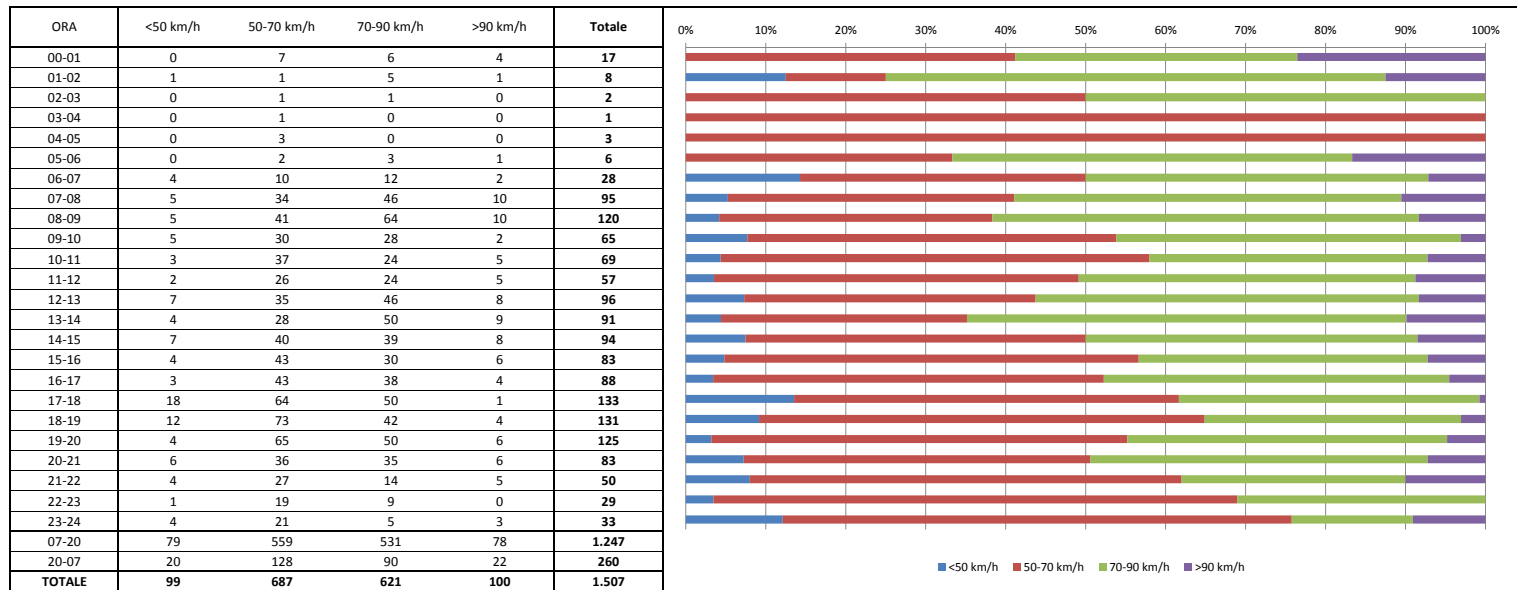 ORA <50 km/h 50-70 km/h 70-90 km/h >90 km/h Totale
0% 10% 20% 30% 40% 50% 60% 70% 80% 90% 100%
00-01 0 7 6 4 17
01-02 1 1 5 1 8
02-03 0 1 1 0 2
03-04 0 1 0 0 1
04-05 0 3 0 0 3
05-06 0 2 3 1 6
06-07 4 10 12 2 28
07-08 5 34 46 10 95
08-09 5 41 64 10 120
09-10 5 30 28 2 65
10-11 3 37 24 5 69
11-12 2 26 24 5 57
12-13 7 35 46 8 96
13-14 4 28 50 9 91
14-15 7 40 39 8 94
15-16 4 43 30 6 83
16-17 3 43 38 4 88
17-18 18 64 50 1 133
18-19 12 73 42 4 131
19-20 4 65 50 6 125
20-21 6 36 35 6 83
21-22 4 27 14 5 50
22-23 1 19 9 0 29
23-24 4 21 5 3 33
07-20 79 559 531 78 1.247
20-07 20 128 90 22 260
TOTALE 99 687 621 100 1.507
<50 km/h 50-70 km/h 70-90 km/h >90 km/h